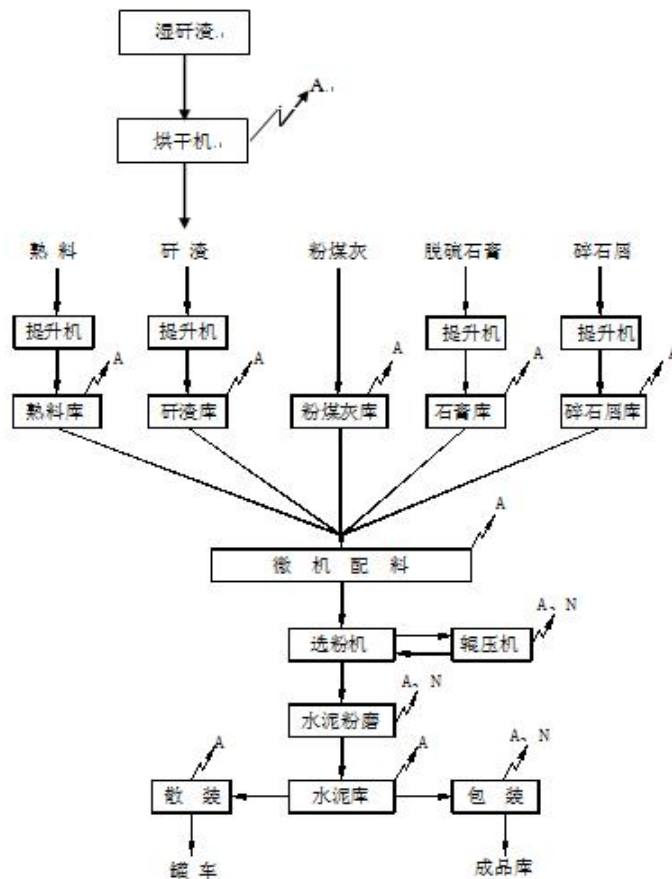 湿矸渣
A
烘干机
熟 料 矸 渣 粉煤灰 脱硫石膏 碎石屑
提升机 提升机 提升机 提升机
A A A A A
熟料库 矸渣库 粉煤灰库 石膏库 碎石屑库
A
微 机 配 料
A、N
选粉机 辊压机
A、N
水泥粉磨
A A A、N
散 装 水泥库 包 装
罐 车 成品库